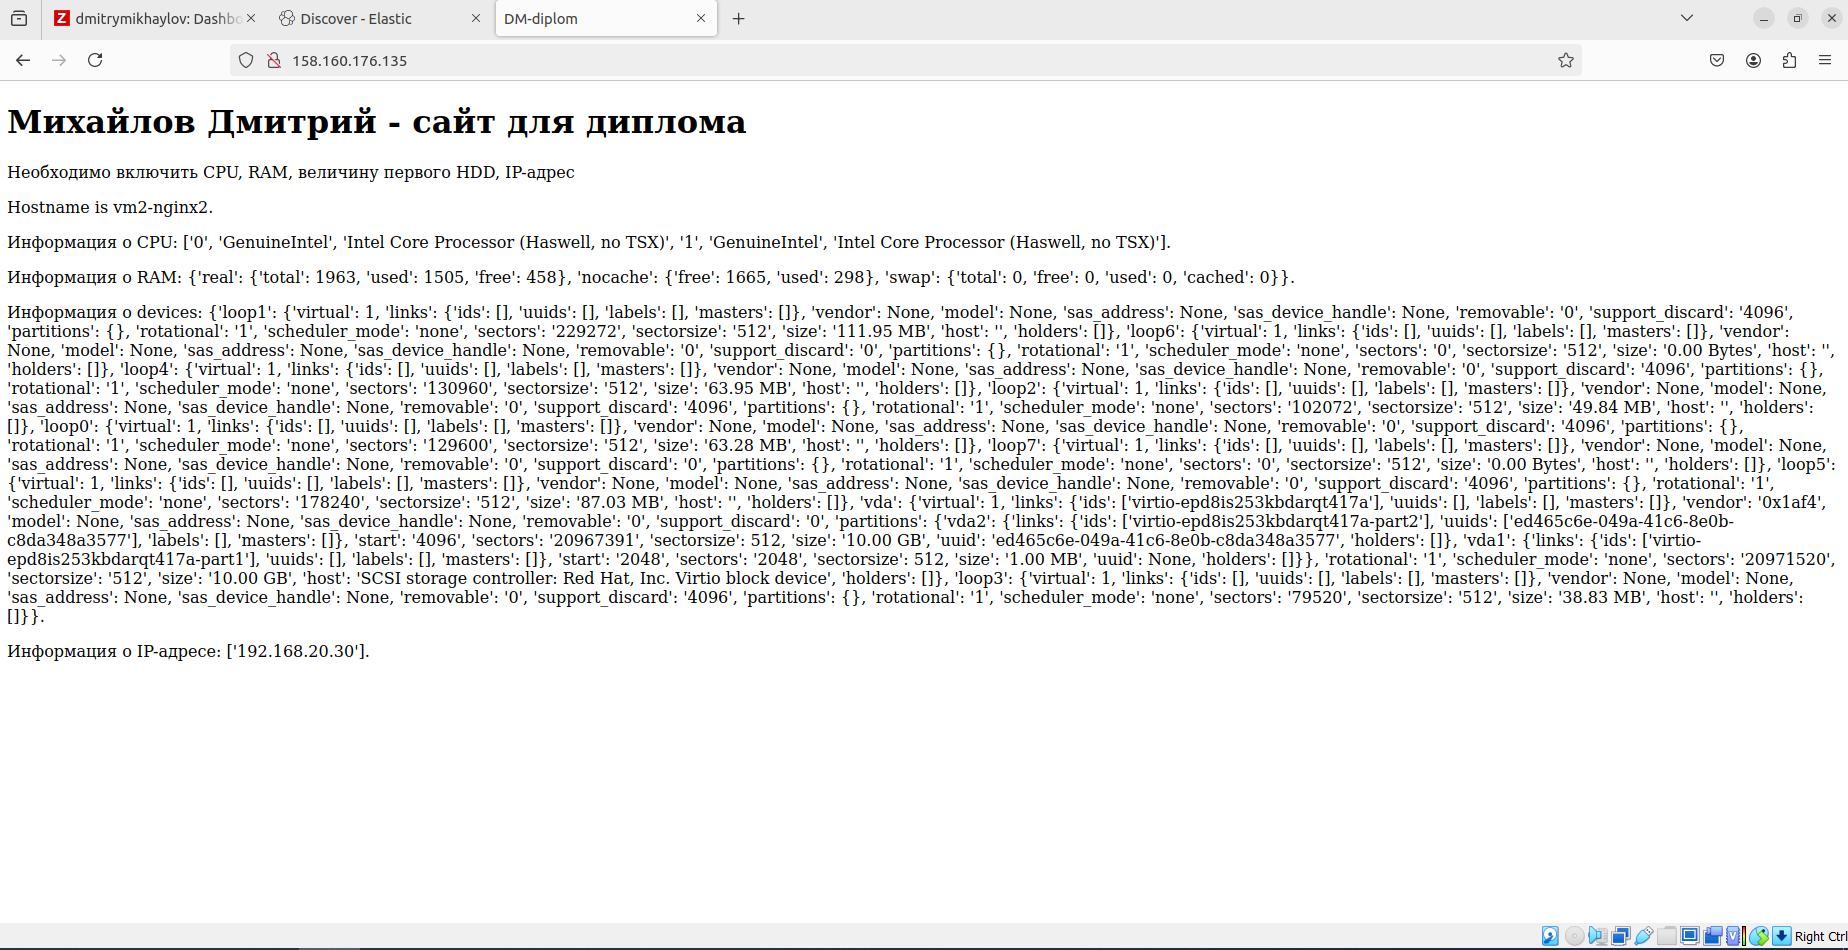 dmitrymikhaylov: Dashbo
Discover - Elastic
DM-diplom
158.160.176.135
Михайлов Дмитрий - сайт для диплома
Необходимо включить CPU, RAM, величину первого HDD, IP-адрес
Hostname is vm2-nginx2.
Информация о CPU: ['0', 'GenuineIntel', 'Intel Core Processor (Haswell, no TSX)', '1', 'GenuineIntel', 'Intel Core Processor (Haswell, no TSX)'].
Информация о RAM: {'real': {'total': 1963, 'used': 1505, 'free': 458}, 'nocache': {'free': 1665, 'used': 298}, 'swap': {'total': 0, 'free': 0, 'used': 0, 'cached': 0}}.
Информация о devices: {'loop1': {'virtual': 1, 'links': {'ids': [], 'uuids': [], 'labels': [], 'masters': []}, 'vendor': None, 'model': None, 'sas_address': None, 'sas_device_handle': None, 'removable': '0', 'support_discard': '4096',
'partitions': {}, 'rotational': '1', 'scheduler_mode': 'none', 'sectors': '229272', 'sectorsize': '512', 'size': '111.95 MB', 'host': '', 'holders': []}, 'loop6': {'virtual': 1, 'links': {'ids': [], 'uuids': [], 'labels': [], 'masters': []}, 'vendor':
None, 'model': None, 'sas_address': None, 'sas_device_handle': None, 'removable': '0', 'support_discard': '0', 'partitions': {}, 'rotational': '1', 'scheduler_mode': 'none', 'sectors': '0', 'sectorsize': '512', 'size': '0.00 Bytes', 'host': '',
'holders': []}, 'loop4': {'virtual': 1, 'links': {'ids': [], 'uuids': [], 'labels': [], 'masters': []}, 'vendor': None, 'model': None, 'sas_address': None, 'sas_device_handle': None, 'removable': '0', 'support_discard': '4096', 'partitions': {},
'rotational': '1', 'scheduler_mode': 'none', 'sectors': '130960', 'sectorsize': '512', 'size': '63.95 MB', 'host': '', 'holders': []}, 'loop2': {'virtual': 1, 'links': {'ids': [], 'uuids': [], 'labels': [], 'masters': []}, 'vendor': None, 'model': None,
'sas_address': None, 'sas_device_handle': None, 'removable': '0', 'support_discard': '4096', 'partitions': {}, 'rotational': '1', 'scheduler_mode': 'none', 'sectors': '102072', 'sectorsize': '512', 'size': '49.84 MB', 'host': '', 'holders':
[]}, 'loop0': {'virtual': 1, 'links': {'ids': [], 'uuids': [], 'labels': [], 'masters': []}, 'vendor': None, 'model': None, 'sas_address': None, 'sas_device_handle': None, 'removable': '0', 'support_discard': '4096', 'partitions': {},
'rotational': '1', 'scheduler_mode': 'none', 'sectors': '129600', 'sectorsize': '512', 'size': '63.28 MB', 'host': '', 'holders': []}, 'loop7': {'virtual': 1, 'links': {'ids': [], 'uuids': [], 'labels': [], 'masters': []}, 'vendor': None, 'model': None,
'sas_address': None, 'sas_device_handle': None, 'removable': '0', 'support_discard': '0', 'partitions': {}, 'rotational': '1', 'scheduler_mode': 'none', 'sectors': '0', 'sectorsize': '512', 'size': '0.00 Bytes', 'host': '', 'holders': []}, 'loop5':
{'virtual': 1, 'links': {'ids': [], 'uuids': [], 'labels': [], 'masters': []}, 'vendor': None, 'model': None, 'sas_address': None, 'sas_device_handle': None, 'removable': '0', 'support_discard': '4096', 'partitions': {}, 'rotational': '1',
'scheduler_mode': 'none', 'sectors': '178240', 'sectorsize': '512', 'size': '87.03 MB', 'host': '', 'holders': []}, 'vda': {'virtual': 1, 'links': {'ids': ['virtio-epd8is253kbdarqt417a'], 'uuids': [], 'labels': [], 'masters': []}, 'vendor': '0x1af4',
'model': None, 'sas_address': None, 'sas_device_handle': None, 'removable': '0', 'support_discard': '0', 'partitions': {'vda2': {'links': {'ids': ['virtio-epd8is253kbdarqt417a-part2'], 'uuids': ['ed465c6e-049a-41c6-8e0b-
c8da348a3577'], 'labels': [], 'masters': []}, 'start': '4096', 'sectors': '20967391', 'sectorsize': 512, 'size': '10.00 GB', 'uuid': 'ed465c6e-049a-41c6-8e0b-c8da348a3577', 'holders': []}, 'vda1': {'links': {'ids': ['virtio-
epd8is253kbdarqt417a-part1'], 'uuids': [], 'labels': [], 'masters': []}, 'start': '2048', 'sectors': '2048', 'sectorsize': 512, 'size': '1.00 MB', 'uuid': None, 'holders': []}}, 'rotational': '1', 'scheduler_mode': 'none', 'sectors': '20971520',
'sectorsize': '512', 'size': '10.00 GB', 'host': 'SCSI storage controller: Red Hat, Inc. Virtio block device', 'holders': []}, 'loop3': {'virtual': 1, 'links': {'ids': [], 'uuids': [], 'labels': [], 'masters': []}, 'vendor': None, 'model': None,
'sas_address': None, 'sas_device_handle': None, 'removable': '0', 'support_discard': '4096', 'partitions': {}, 'rotational': '1', 'scheduler_mode': 'none', 'sectors': '79520', 'sectorsize': '512', 'size': '38.83 MB', 'host': '', 'holders':
[]}}.
Информация о IP-адресе: ['192.168.20.30'].
Right Ctrl